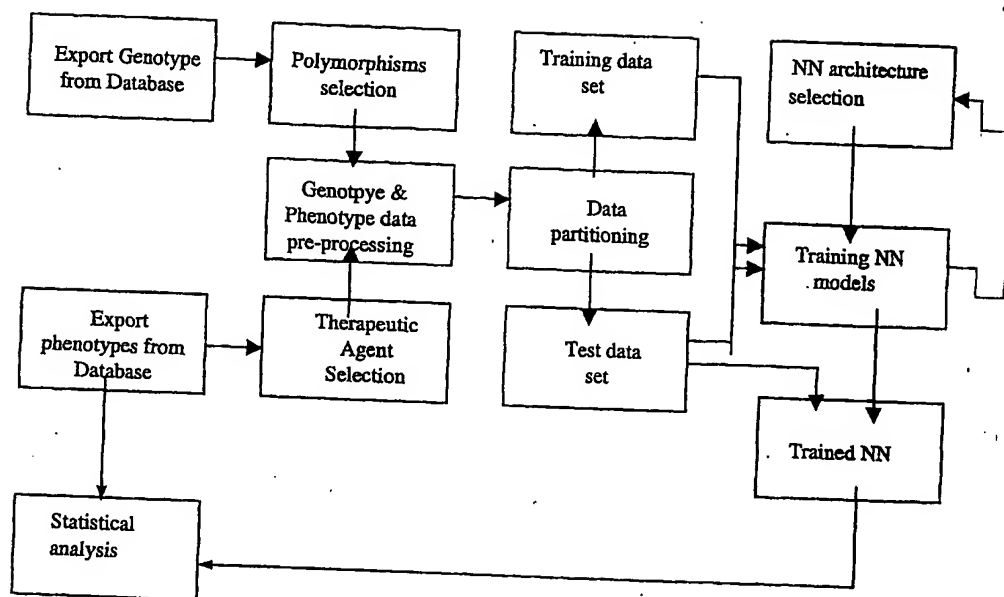 Export Genotype
from Database
Polymorphisms
selection
Training data
set
NN architecture
selection
Genotpye &
Phenotype data
pre-processing
Data
partitioning
Training NN
models
Export
phenotypes from
Database
Therapeutic
Agent
Selection
Test data
set
Trained NN
Statistical
analysis